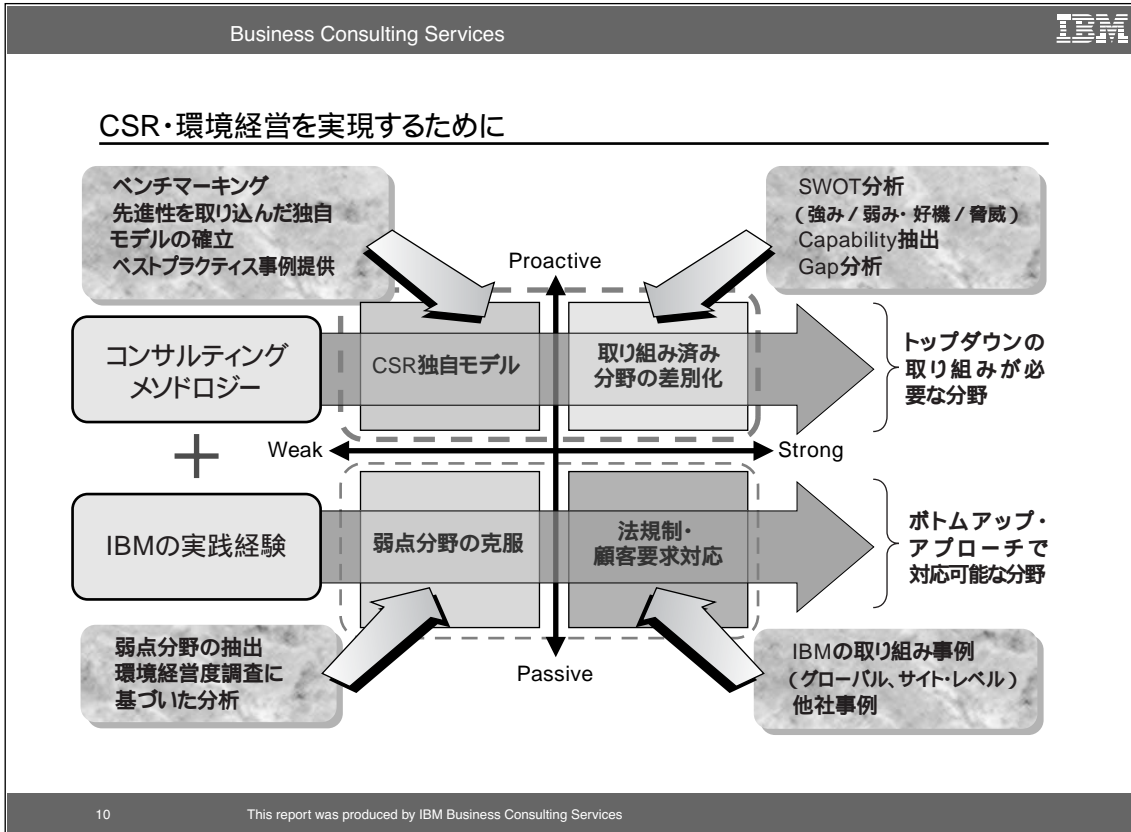 Business Consulting Services
IBM
CSR・環境経営を実現するために
ベンチマーキング
先進性を取り込んだ独自
モデルの確立
ベストプラクティス事例提供
SWOT分析
(強み / 弱み・好機 / 脅威)
Capability抽出
Gap分析
Proactive
コンサルティング
メソドロジー
CSR独自モデル
取り組み済み
分野の差別化
トップダウンの
取り組みが必
要な分野
+
Weak
Strong
IBMの実践経験
弱点分野の克服
法規制・
顧客要求対応
ボトムアップ・
アプローチで
対応可能な分野
弱点分野の抽出
環境経営度調査に
基づいた分析
Passive
IBMの取り組み事例
(グローバル、サイト・レベル)
他社事例
10
This report was produced by IBM Business Consulting Services